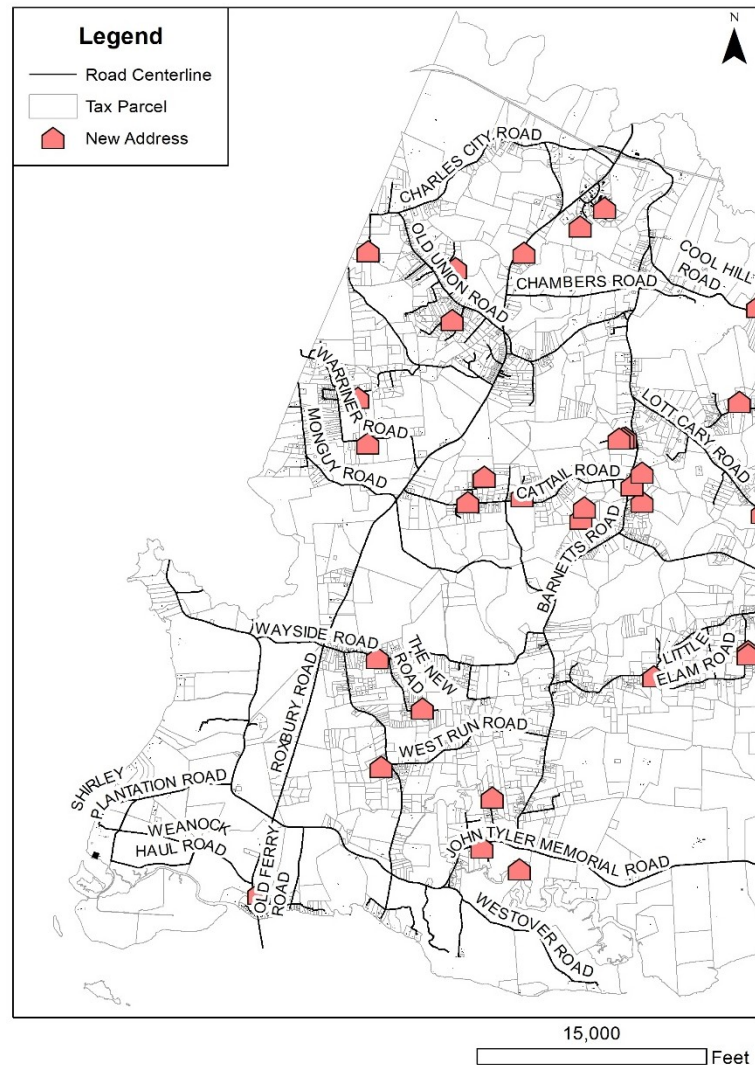 Legend
Road Centerline
Tax Parcel
New Address
N
CHARLES CITY ROAD
OLD UNION ROAD
COOL HILL
ROAD
CHAMBERS ROAD
WARRINER ROAD
MONGUY ROAD
LOTT CARY ROAD
CATTAIL ROAD
BARNETTS ROAD
WAYSIDE ROAD
THE NEW
ROAD
LITTLE
ELAM ROAD
ROXBURY ROAD
WEST RUN ROAD
SHIRLEY
PLANTATION ROAD
WEANOCK
HAUL ROAD
OLD FERRY
ROAD
JOHN TYLER MEMORIAL ROAD
WESTOVER ROAD
15,000
Feet